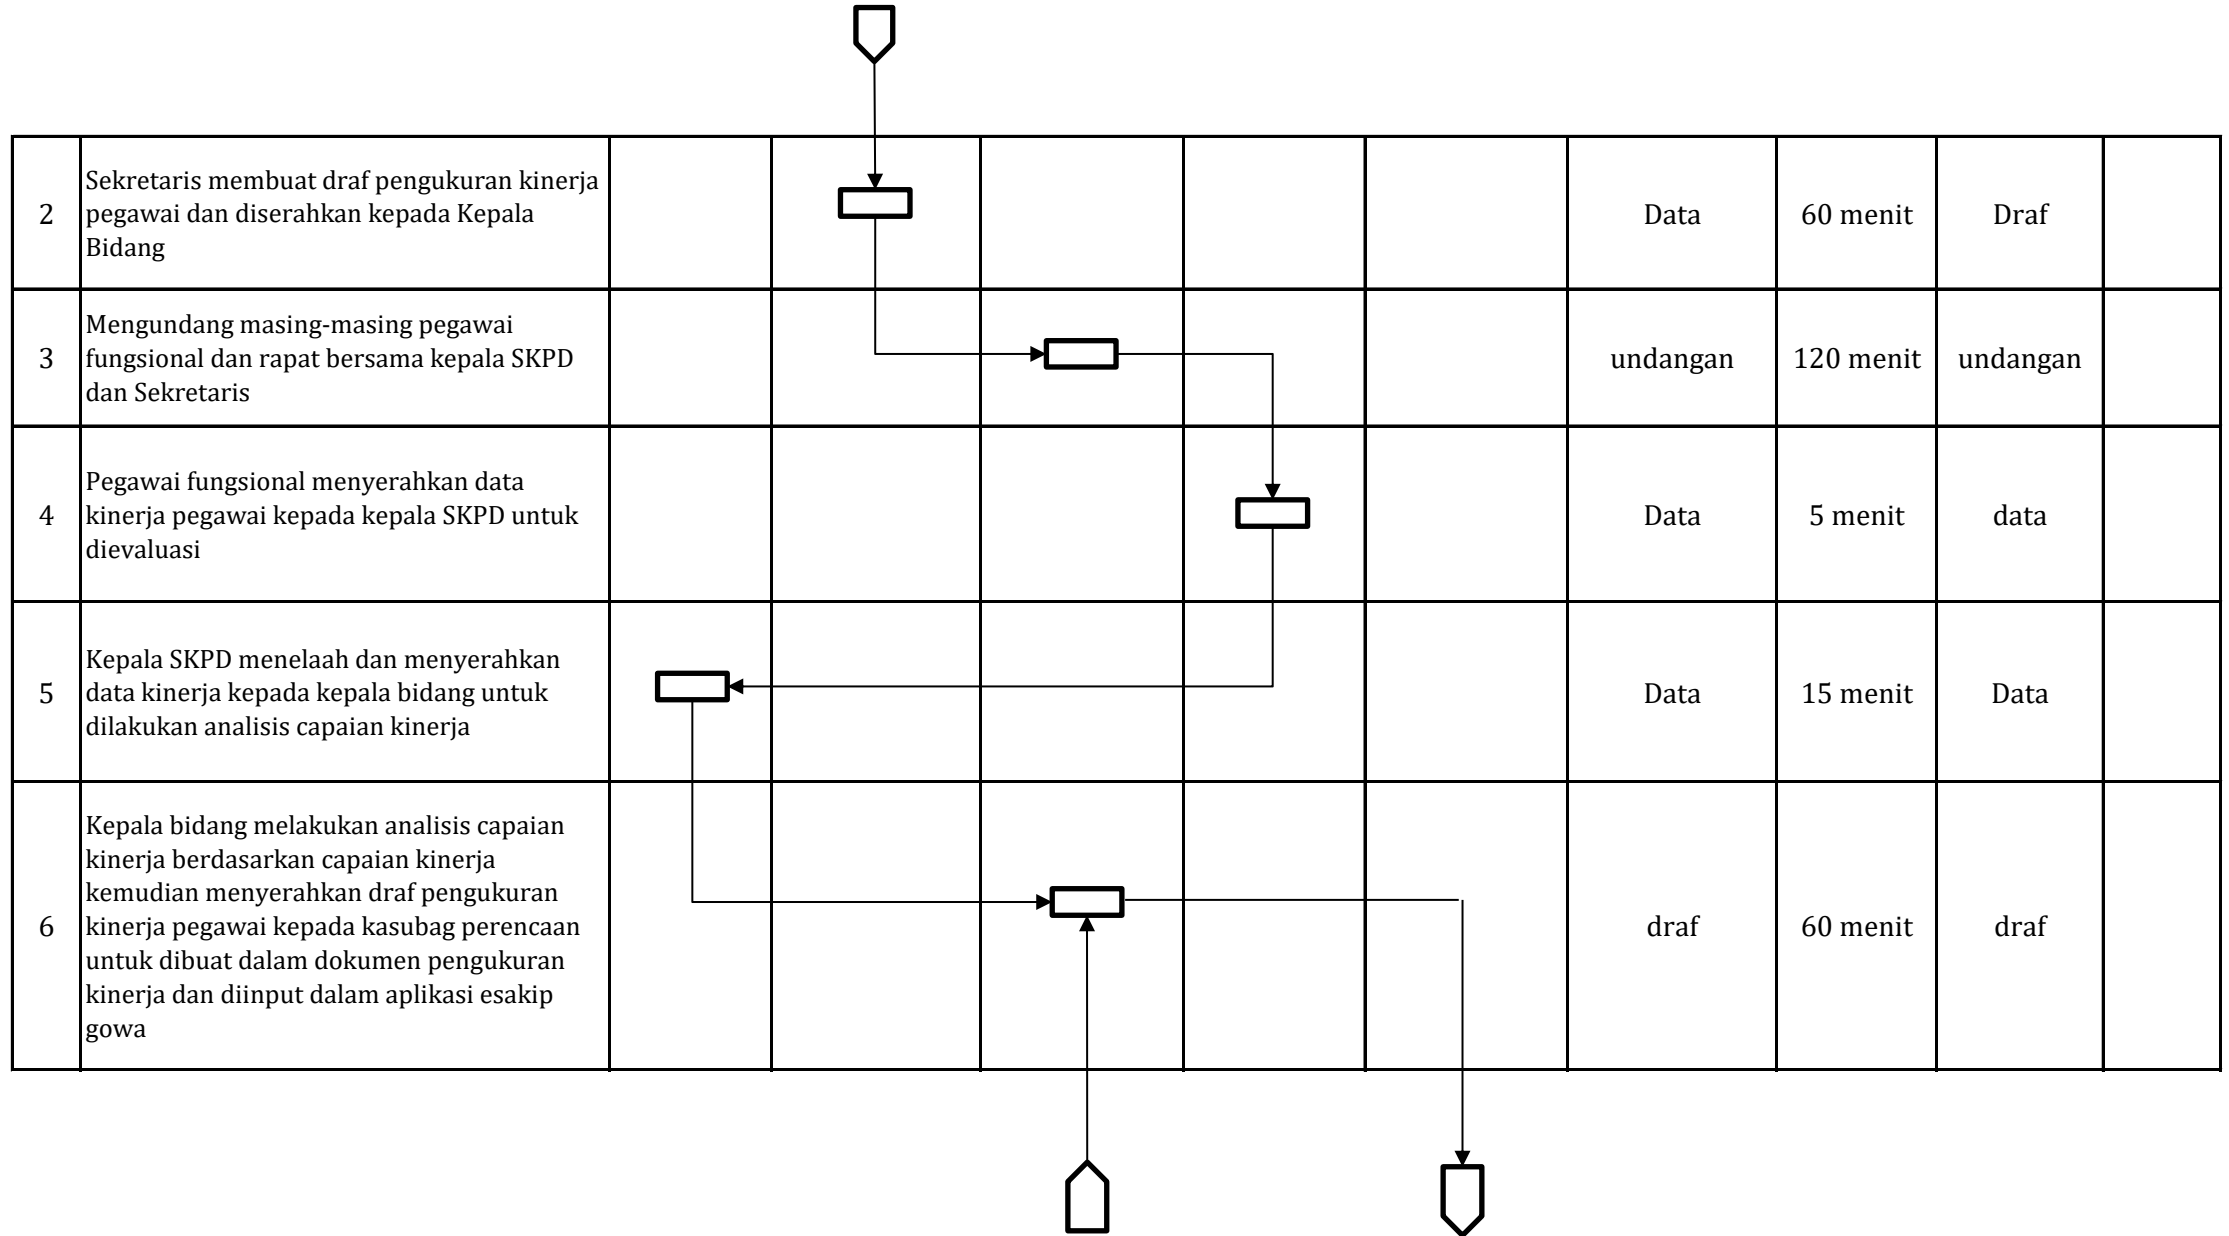 2
Sekretaris membuat draf pengukuran kinerja
pegawai dan diserahkan kepada Kepala
Bidang
Data
60 menit
Draf
3
Mengundang masing-masing pegawai
fungsional dan rapat bersama kepala SKPD
dan Sekretaris
undangan
120 menit
undangan
4
Pegawai fungsional menyerahkan data
kinerja pegawai kepada kepala SKPD untuk
dievaluasi
Data
5 menit
data
5
Kepala SKPD menelaah dan menyerahkan
data kinerja kepada kepala bidang untuk
dilakukan analisis capaian kinerja
Data
15 menit
Data
6
Kepala bidang melakukan analisis capaian
kinerja berdasarkan capaian kinerja
kemudian menyerahkan draf pengukuran
kinerja pegawai kepada kasubag perencaan
untuk dibuat dalam dokumen pengukuran
kinerja dan diinput dalam aplikasi esakip
gowa
draf
60 menit
draf